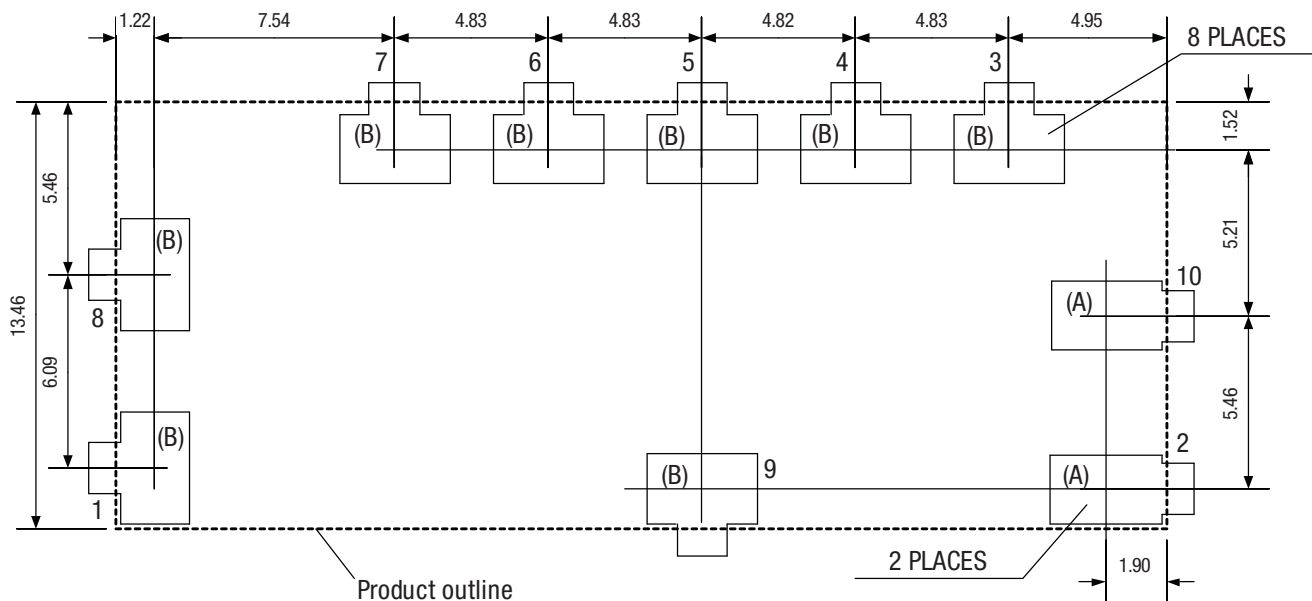 1.22
7.54
4.83
4.83
4.82
4.83
4.95
8 PLACES
7
6
5
4
3
(B)
(B)
(B)
(B)
(B)
1.52
5.46
5.21
13.46
(B)
8
(A)
10
6.09
5.46
(B)
1
(B)
9
(A)
2
2 PLACES
1.90
Product outline